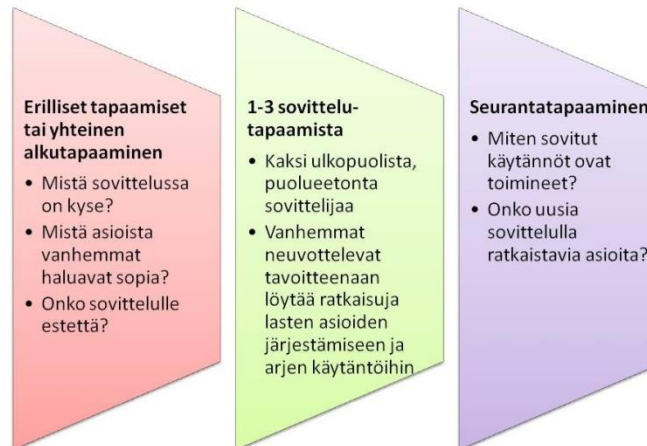 Erilliset tapaamiset
tai yhteinen
alkutapaaminen
• Mistä sovittelussa
on kyse?
• Mistä asioista
vanhemmat
haluavat sopia?
• Onko sovittelulle
estettä?
1-3 sovittelu-
tapaamista
• Kaksi ulkopuolista,
puolueetonta
sovittelijaa
• Vanhemmat
neuvottelevat
tavoitteenaan
löytää ratkaisuja
lasten asioiden
järjestämiseen ja
arjen käytäntöihin
Seurantatapaaminen
• Miten sovitut
käytännöt ovat
toimineet?
• Onko uusia
sovittelulla
ratkaistavia asioita?